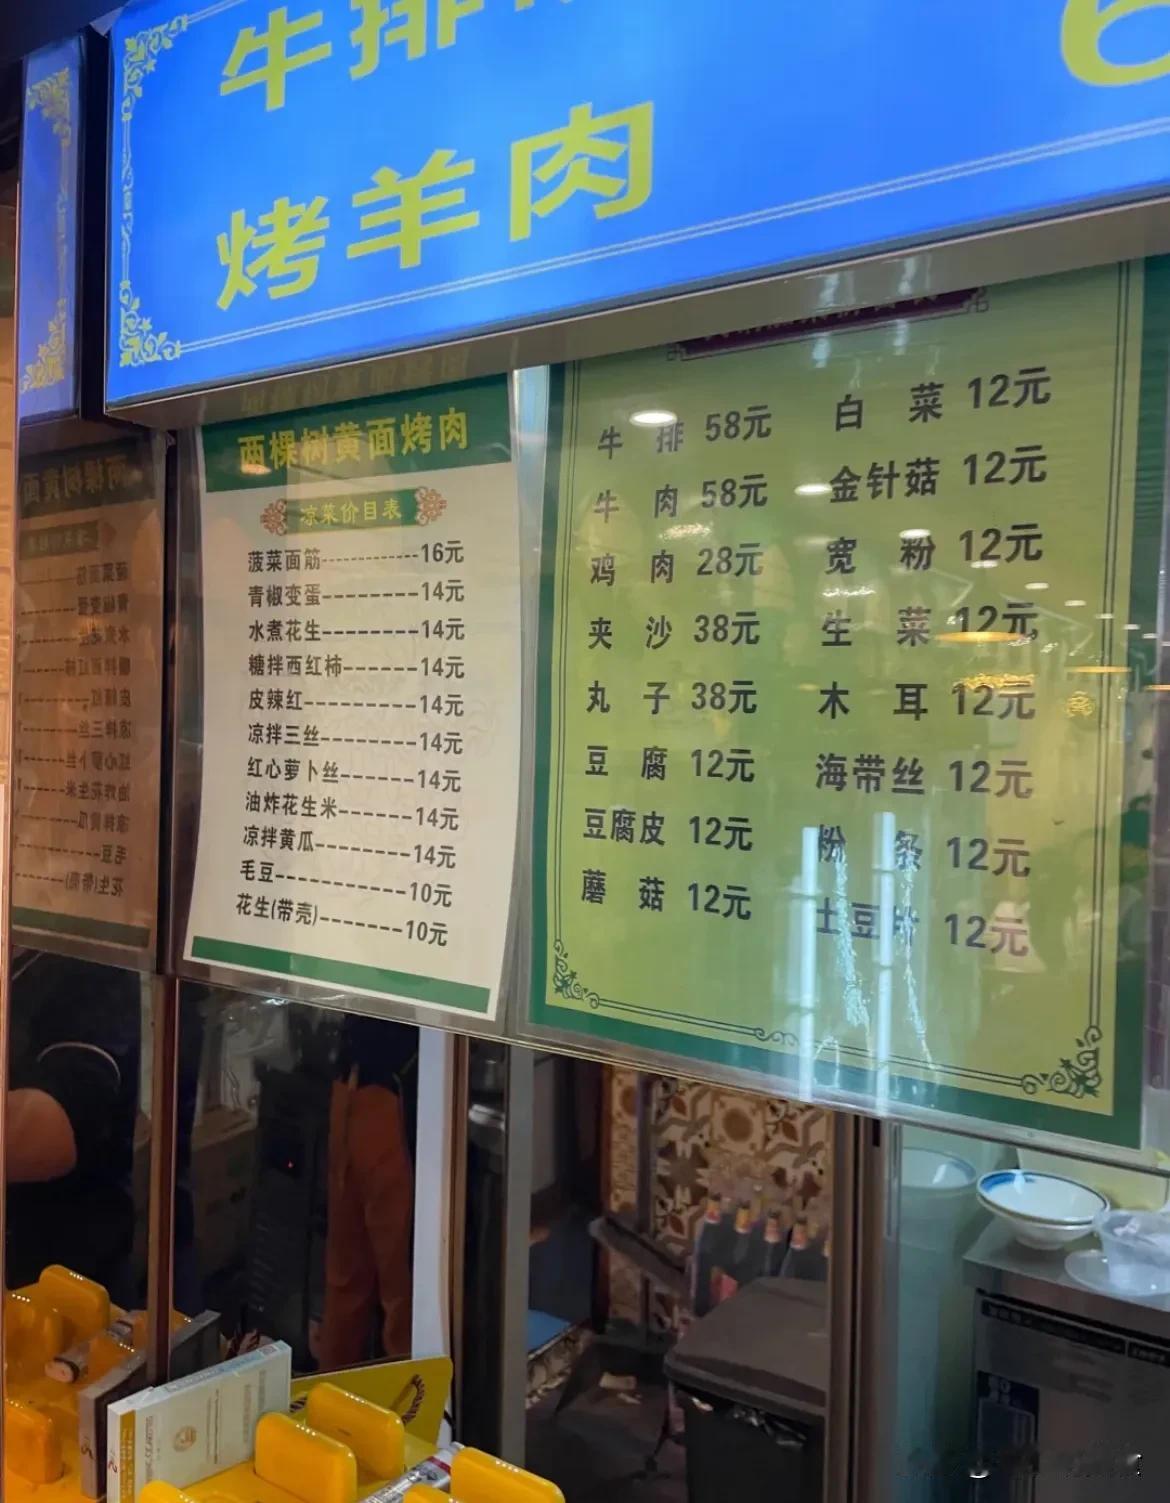 牛排
烤羊肉
两棵树黄面烤肉
凉菜价目表
菠菜面筋------------16元
青椒变蛋--------14元
水煮花生--------14元
糖拌西红柿------14元
皮辣红---------14元
凉拌三丝--------14元
红心萝卜丝------14元
油炸花生米------14元
凉拌黄瓜--------14元
毛豆-----------10元
花生(带壳)-------10元
牛排 58元
牛肉 58元
鸡肉 28元
夹沙 38元
丸子 38元
豆腐 12元
豆腐皮 12元
蘑菇 12元
白菜 12元
金针菇 12元
宽粉 12元
生菜 12元
木耳 12元
海带丝 12元
粉条 12元
土豆片 12元